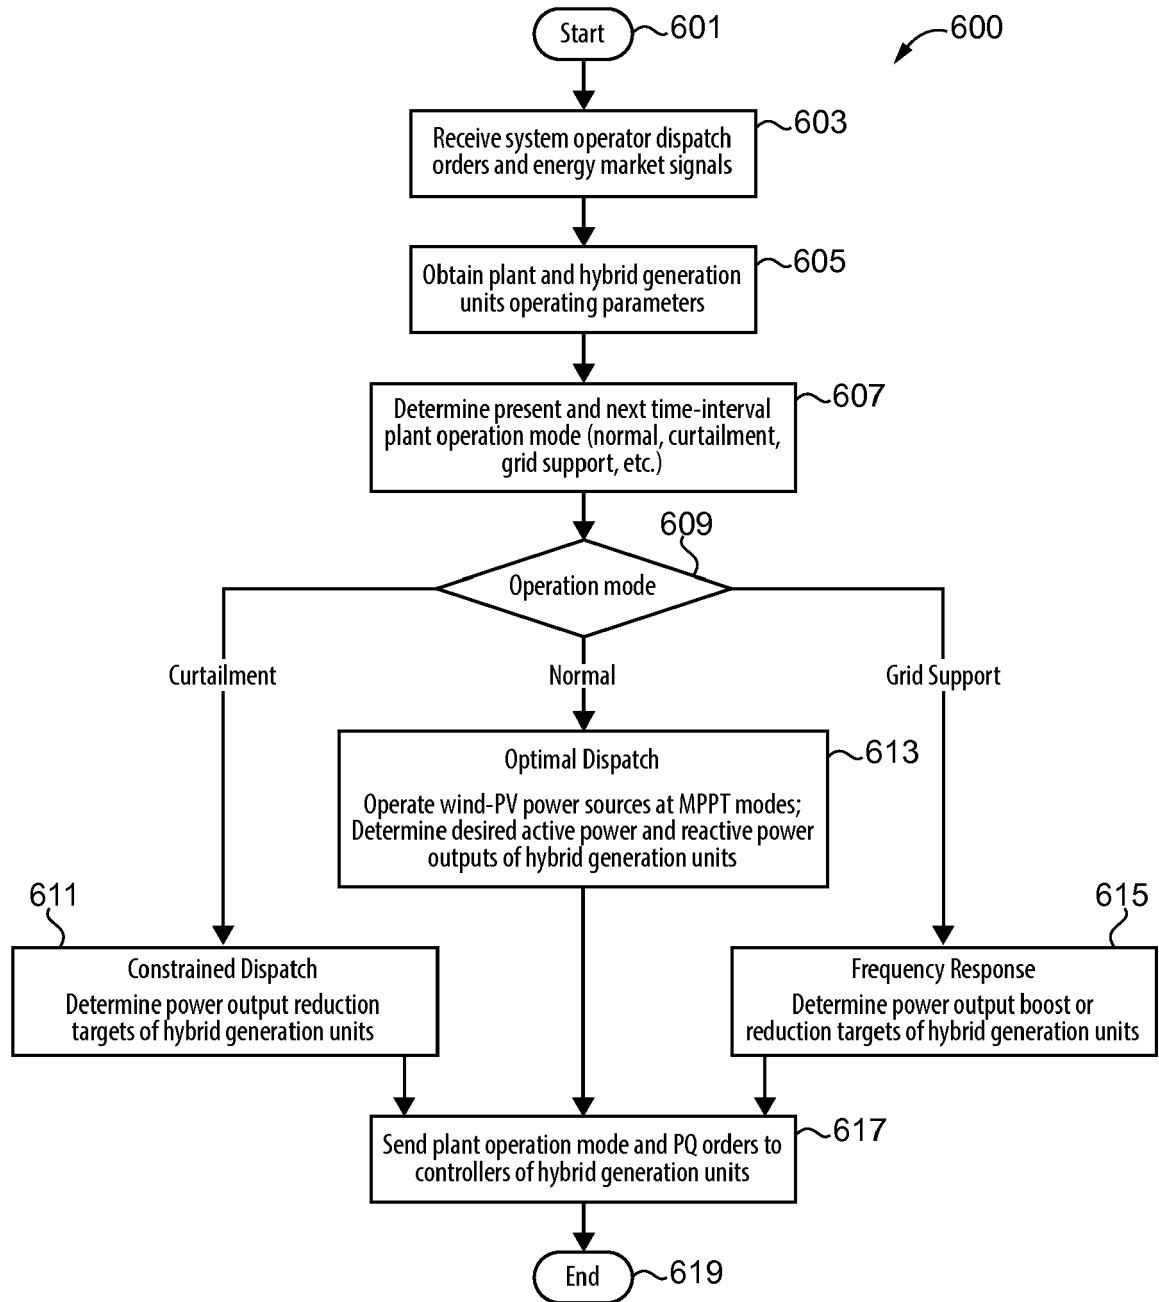 Start
601
600
Receive system operator dispatch
orders and energy market signals
603
Obtain plant and hybrid generation
units operating parameters
605
Determine present and next time-interval
plant operation mode (normal, curtailment,
grid support, etc.)
607
609
Operation mode
Curtailment
Normal
Grid Support
Optimal Dispatch
Operate wind-PV power sources at MPPT modes;
Determine desired active power and reactive power
outputs of hybrid generation units
613
611
Constrained Dispatch
Determine power output reduction
targets of hybrid generation units
615
Frequency Response
Determine power output boost or
reduction targets of hybrid generation units
Send plant operation mode and PQ orders to
controllers of hybrid generation units
617
End
619